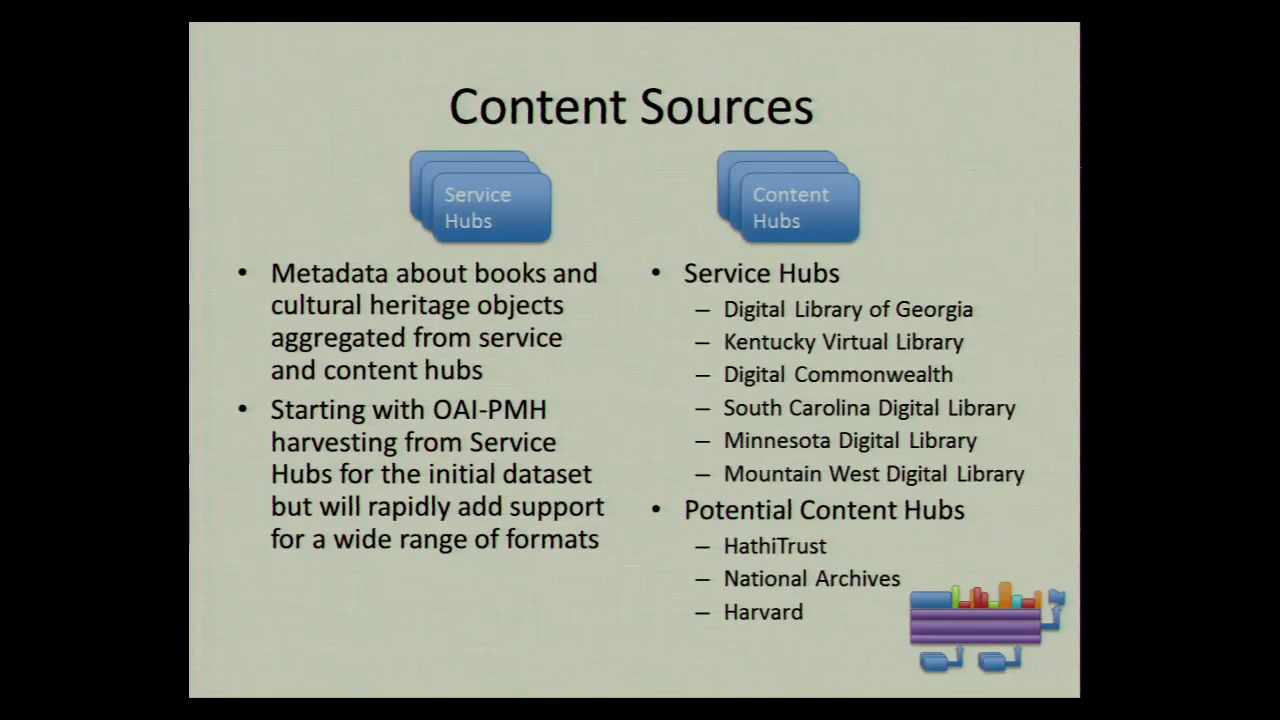 Content Sources
Service
Hubs
Content
Hubs
• Metadata about books and
cultural heritage objects
aggregated from service
and content hubs
• Starting with OAI-PMH
harvesting from Service
Hubs for the initial dataset
but will rapidly add support
for a wide range of formats
• Service Hubs
– Digital Library of Georgia
– Kentucky Virtual Library
– Digital Commonwealth
– South Carolina Digital Library
– Minnesota Digital Library
– Mountain West Digital Library
• Potential Content Hubs
– HathiTrust
– National Archives
– Harvard